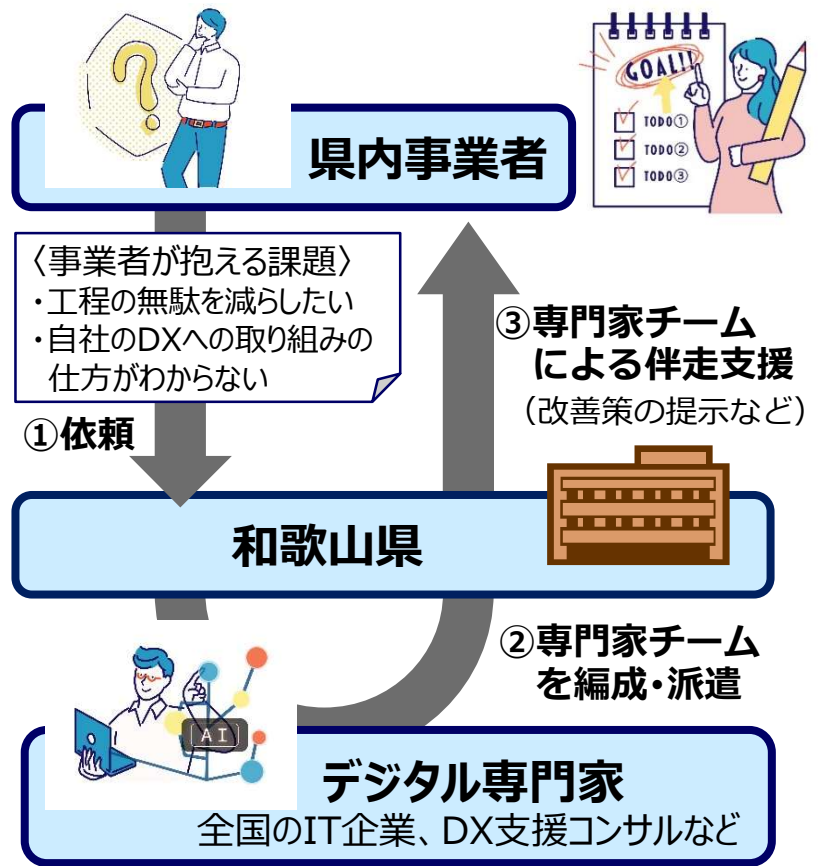 GOAL!!
TODO①
TODO②
TODO③
県内事業者
〈事業者が抱える課題〉
・工程の無駄を減らしたい
・自社のDXへの取り組みの
仕方がわからない
①依頼
③専門家チーム
による伴走支援
（改善策の提示など）
和歌山県
②専門家チーム
を編成・派遣
AI
デジタル専門家
全国のIT企業、DX支援コンサルなど